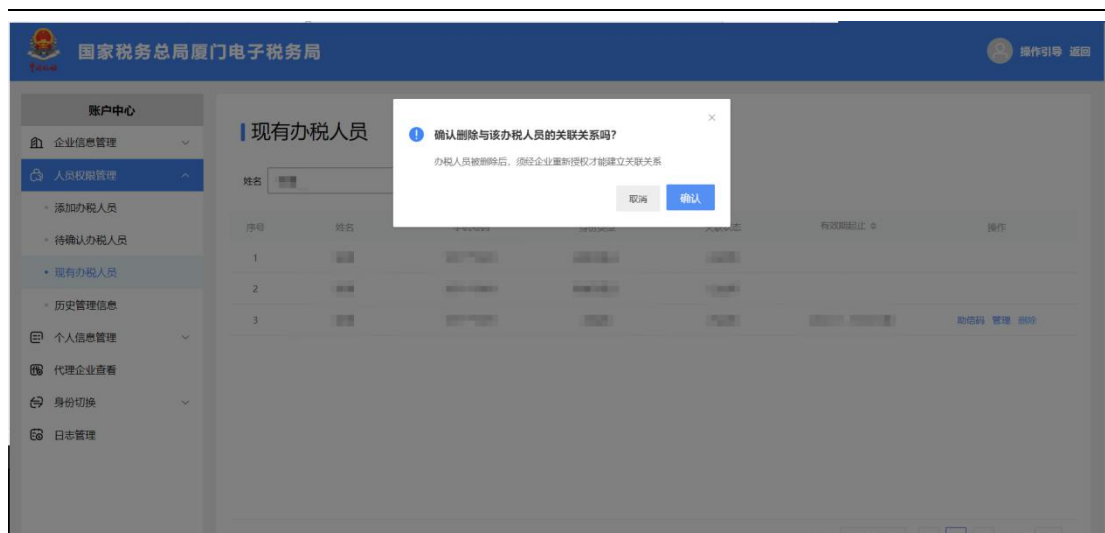 国家税务总局厦门电子税务局
操作引导 返回
账户中心
企业信息管理
人员权限管理
添加办税人员
待确认办税人员
现有办税人员
历史管理信息
个人信息管理
代理企业查看
身份切换
日志管理
现有办税人员
姓名
确认删除与该办税人员的关联关系吗?
办税人员被删除后,须经企业重新授权才能建立关联关系
取消 确认
序号 姓名 有效期起止 操作
1
2
3 助信码 管理 删除